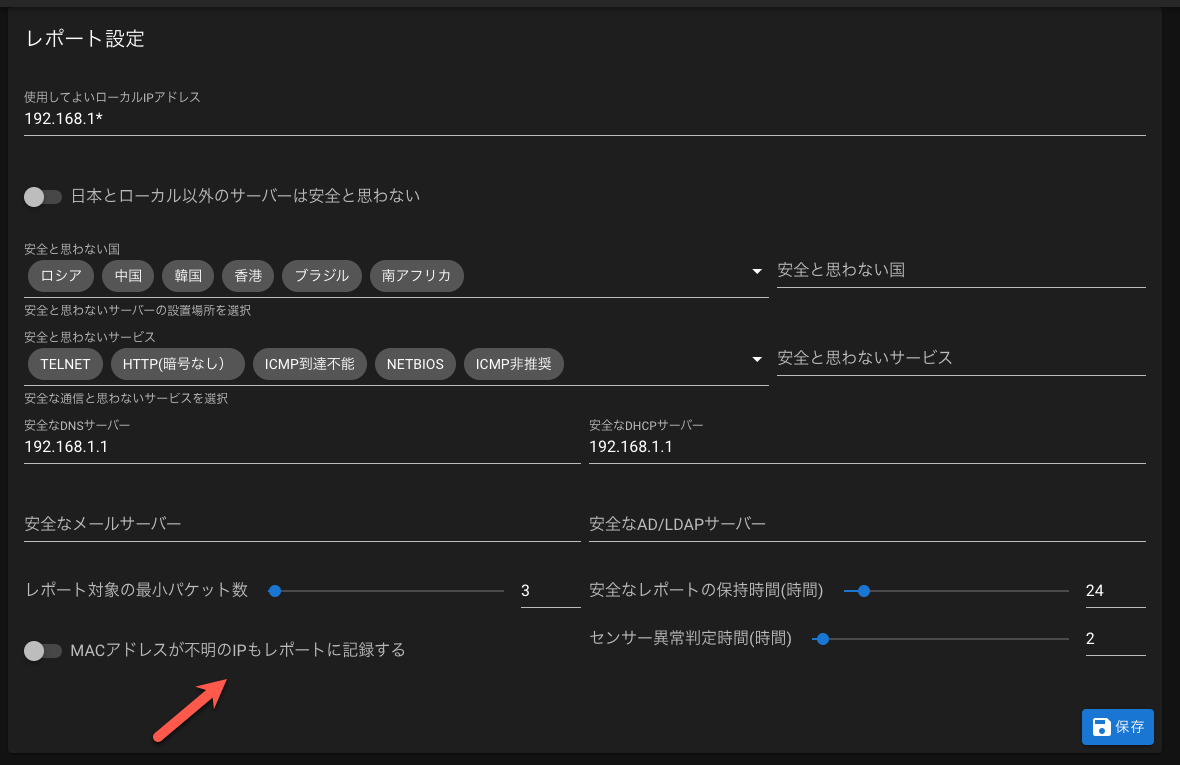 レポート設定
使用してよいローカルIPアドレス
192.168.1*
日本とローカル以外のサーバーは安全と思わない
安全と思わない国
ロシア 中国 韓国 香港 ブラジル 南アフリカ 安全と思わない国
安全と思わないサーバーの設置場所を選択
安全と思わないサービス
TELNET HTTP(暗号なし） ICMP到達不能 NETBIOS ICMP非推奨 安全と思わないサービス
安全な通信と思わないサービスを選択
安全なDNSサーバー 安全なDHCPサーバー
192.168.1.1 192.168.1.1
安全なメールサーバー 安全なAD/LDAPサーバー
レポート対象の最小パケット数 3 安全なレポートの保持時間(時間) 24
センサー異常判定時間(時間) 2
MACアドレスが不明のIPもレポートに記録する
保存